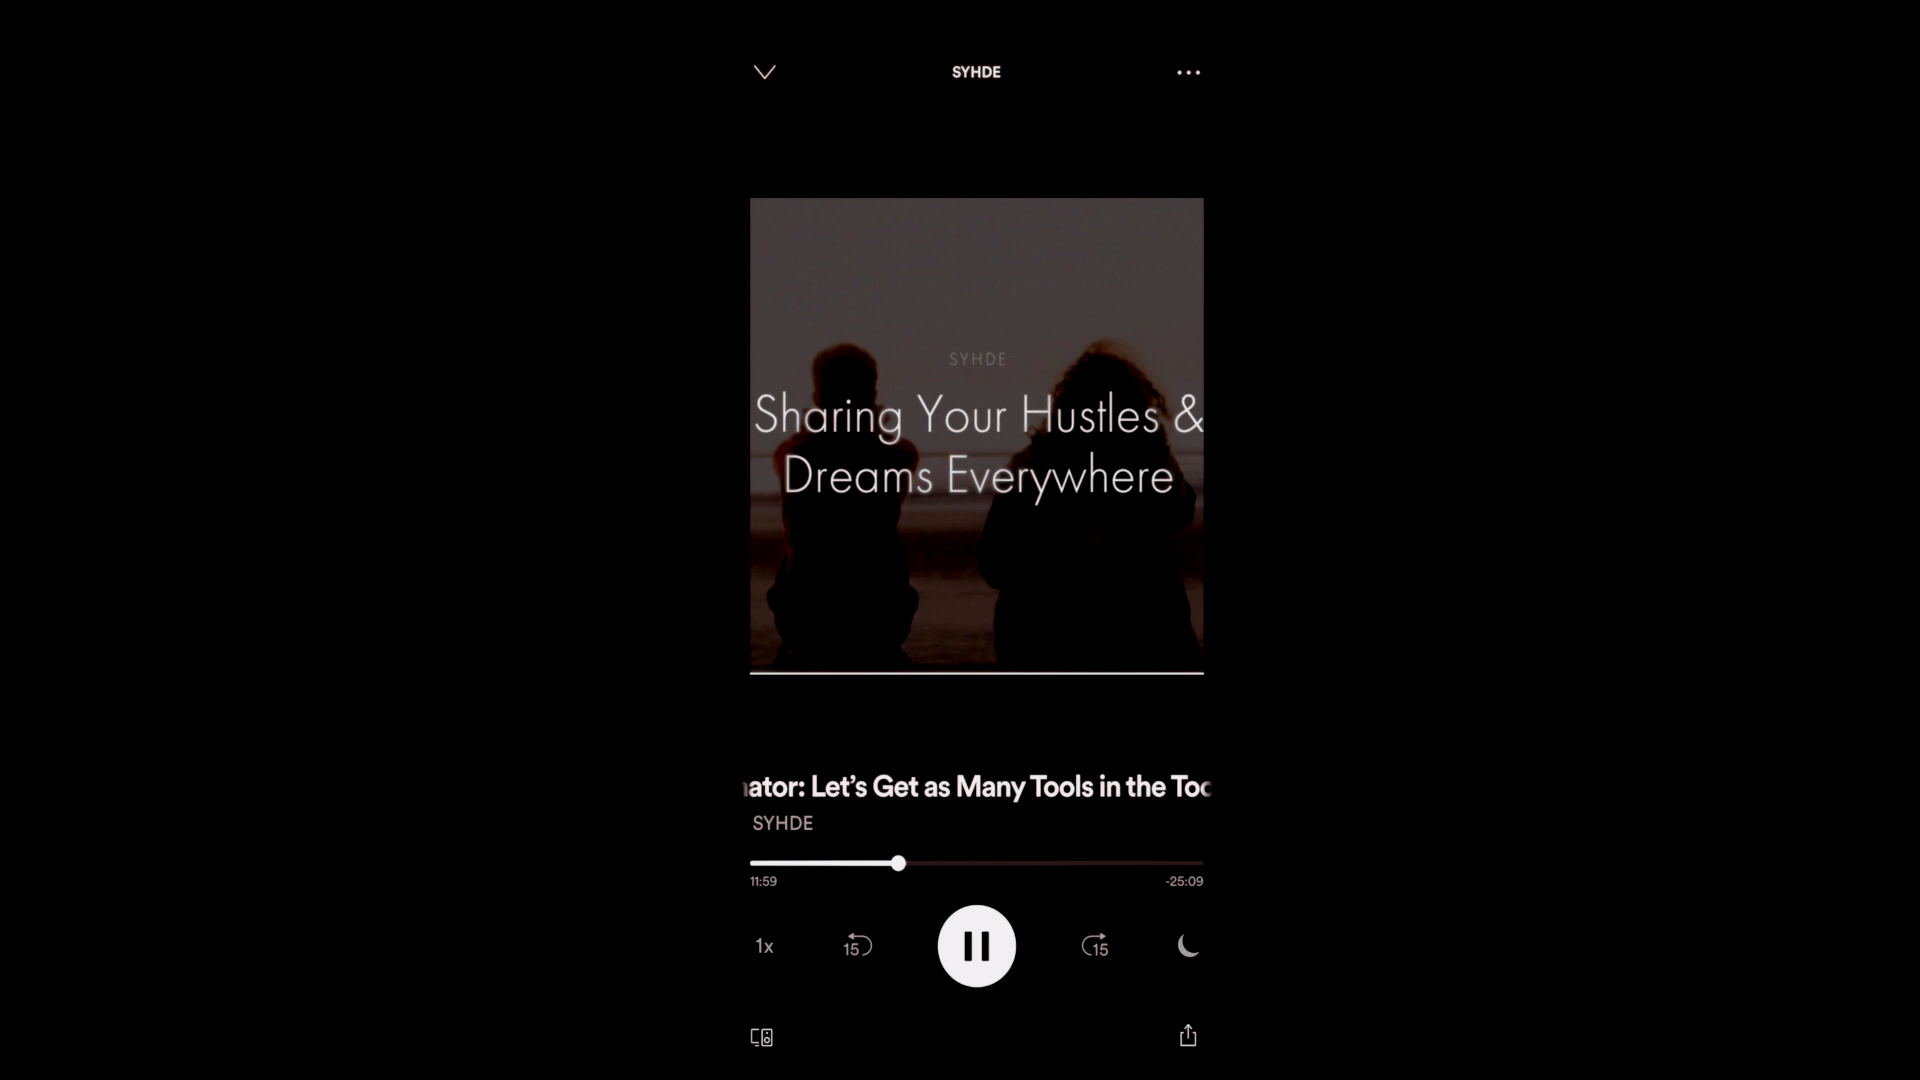 SYHDE
SYHDE
Sharing Your Hustles &
Dreams Everywhere
ator: Let's Get as Many Tools in the Too
SYHDE
11:59
-25:09
1x
15
15